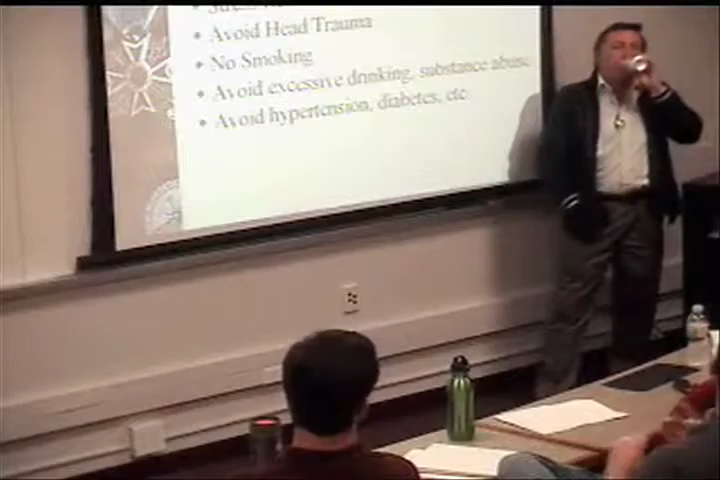 • Avoid Head Trauma
• No Smoking
• Avoid excessive drinking, substance abuse,
• Avoid hypertension, diabetes, etc